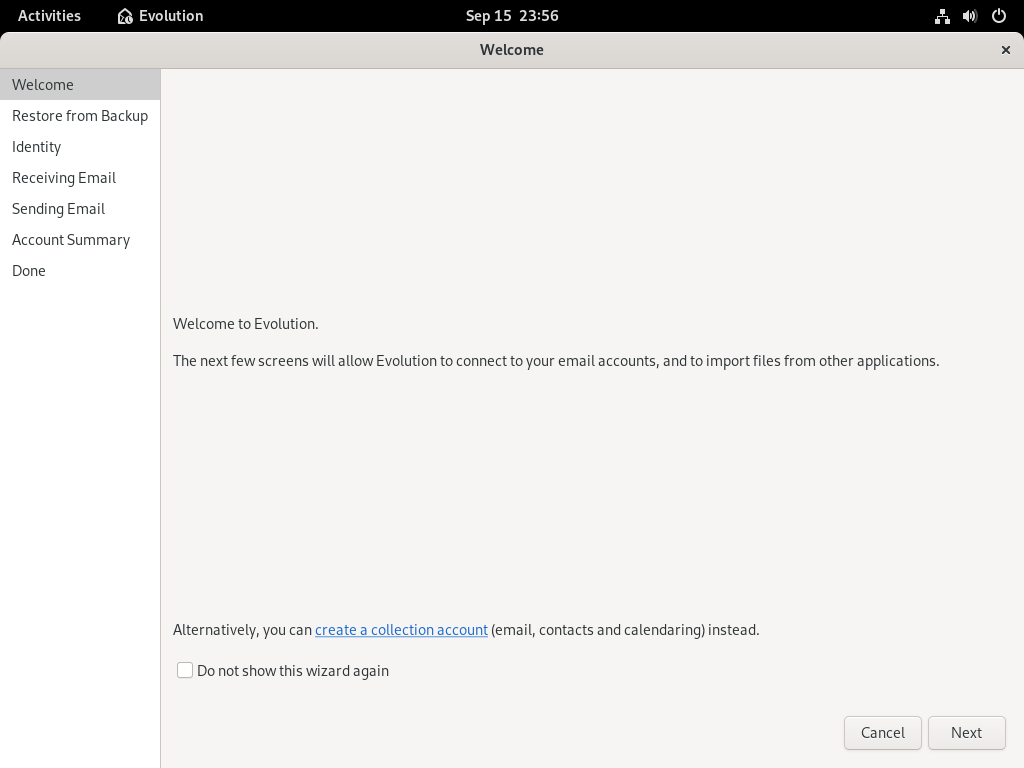 Activities
Evolution
Sep 15 23:56
Welcome
Welcome
Restore from Backup
Identity
Receiving Email
Sending Email
Account Summary
Done
Welcome to Evolution.
The next few screens will allow Evolution to connect to your email accounts, and to import files from other applications.
Alternatively, you can create a collection account (email, contacts and calendaring) instead.
Do not show this wizard again
Cancel
Next